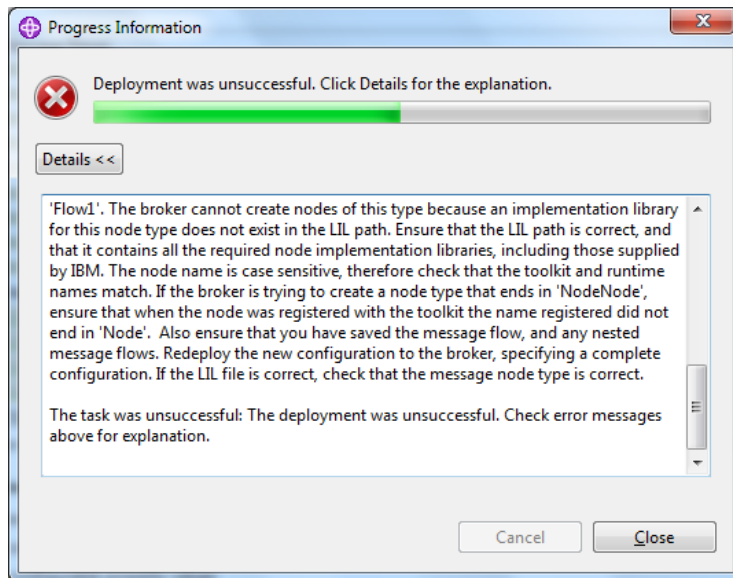 Progress Information
Deployment was unsuccessful. Click Details for the explanation.
Details <<
'Flow1'. The broker cannot create nodes of this type because an implementation library
for this node type does not exist in the LIL path. Ensure that the LIL path is correct, and
that it contains all the required node implementation libraries, including those supplied
by IBM. The node name is case sensitive, therefore check that the toolkit and runtime
names match. If the broker is trying to create a node type that ends in 'NodeNode',
ensure that when the node was registered with the toolkit the name registered did not
end in 'Node'.  Also ensure that you have saved the message flow, and any nested
message flows. Redeploy the new configuration to the broker, specifying a complete
configuration. If the LIL file is correct, check that the message node type is correct.
The task was unsuccessful: The deployment was unsuccessful. Check error messages
above for explanation.
Cancel
Close